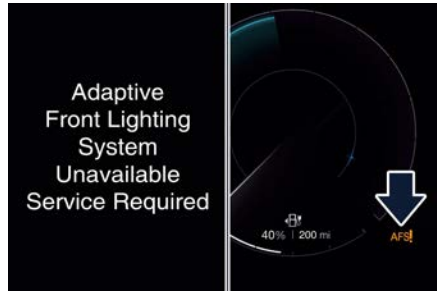 Adaptive
Front Lighting
System
Unavailable
Service Required
40% | 200 mi
AFS!